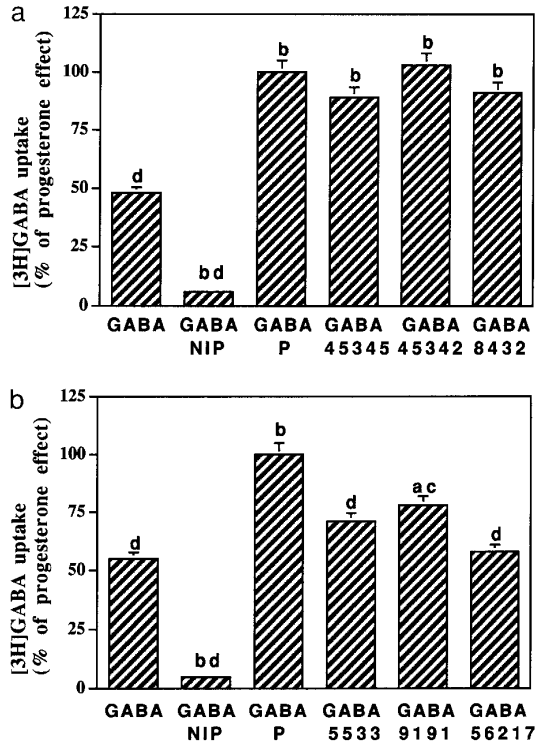 a
[3H]GABA uptake
(% of progesterone effect)
125
100
75
50
25
0
d
bd
b
b
b
b
GABA GABA GABA GABA GABA GABA
NIP P 45345 45342 8432
b
[3H]GABA uptake
(% of progesterone effect)
125
100
75
50
25
0
d
bd
b
d
ac
d
GABA GABA GABA GABA GABA GABA
NIP P 5533 9191 56217